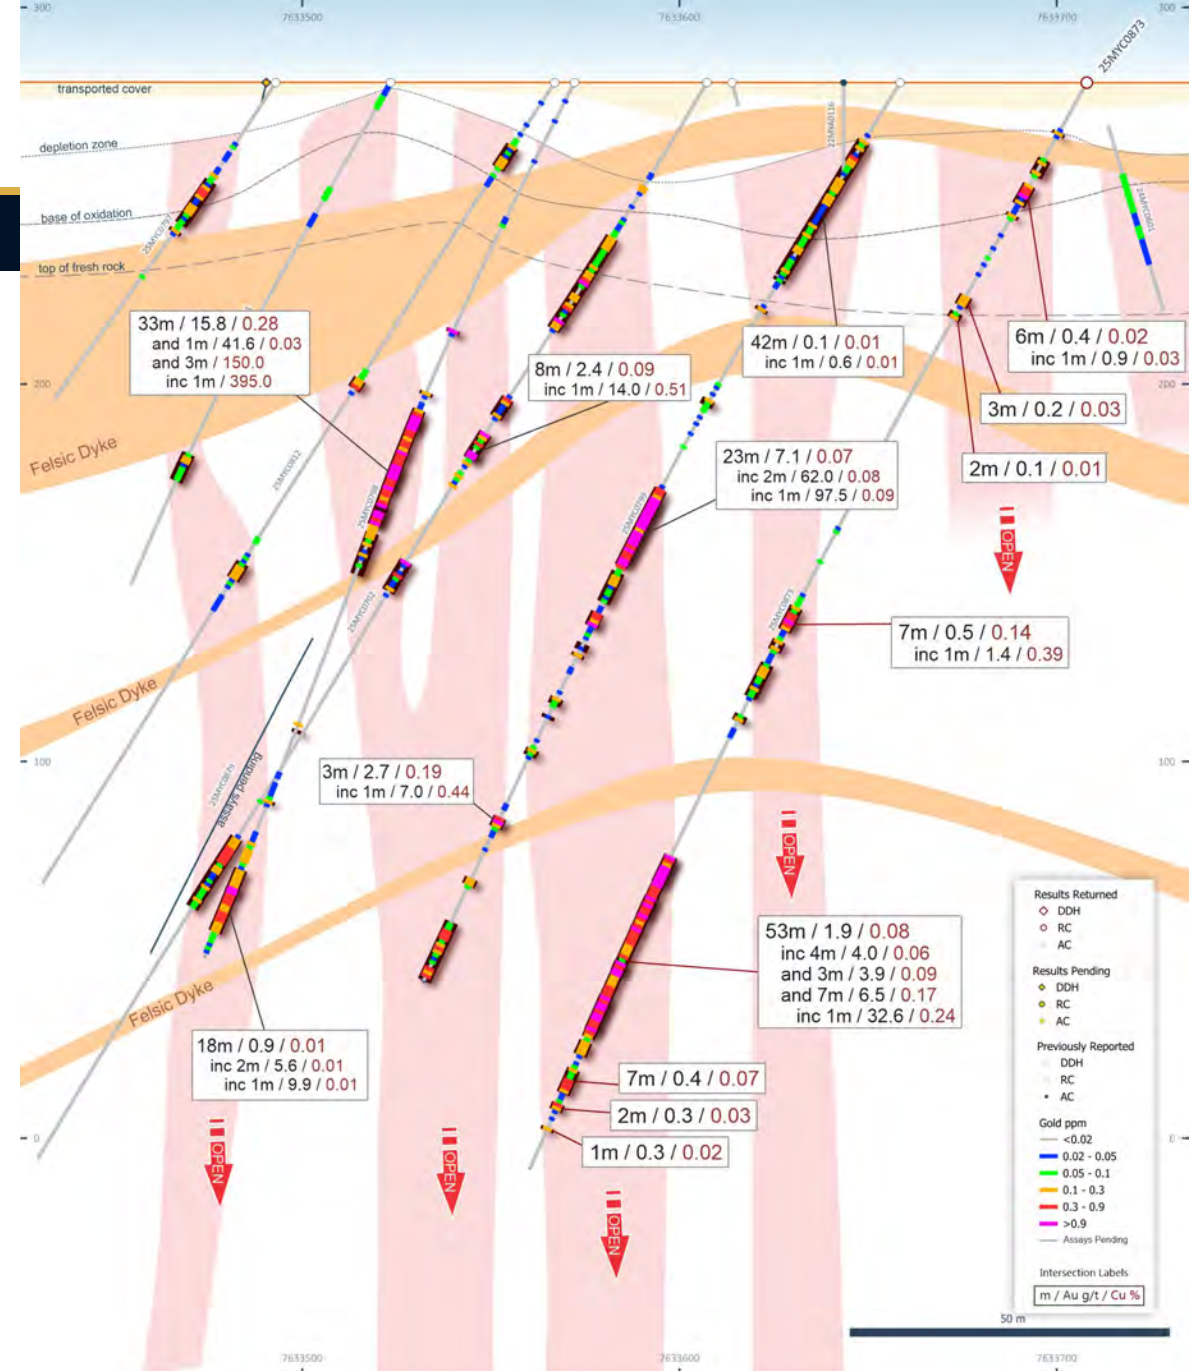 300
7633500
7633600
7639700
300
25MYC0873
transported cover
depletion zone
base of oxidation
top of fresh rock
22MYA0116
24MYC0601
33m / 15.8 / 0.28
and 1m / 41.6 / 0.03
and 3m / 150.0
inc 1m / 395.0
8m / 2.4 / 0.09
inc 1m / 14.0 / 0.51
42m / 0.1 / 0.01
inc 1m / 0.6 / 0.01
6m / 0.4 / 0.02
inc 1m / 0.9 / 0.03
200
200
3m / 0.2 / 0.03
2m / 0.1 / 0.01
Felsic Dyke
25MYC0812
25MYC0798
25MYC0799
23m / 7.1 / 0.07
inc 2m / 62.0 / 0.08
inc 1m / 97.5 / 0.09
OPEN
25MYC0702
25MYC0873
7m / 0.5 / 0.14
inc 1m / 1.4 / 0.39
Felsic Dyke
100
100
25MYC0879
assays pending
3m / 2.7 / 0.19
inc 1m / 7.0 / 0.44
OPEN
53m / 1.9 / 0.08
inc 4m / 4.0 / 0.06
and 3m / 3.9 / 0.09
and 7m / 6.5 / 0.17
inc 1m / 32.6 / 0.24
Felsic Dyke
18m / 0.9 / 0.01
inc 2m / 5.6 / 0.01
inc 1m / 9.9 / 0.01
7m / 0.4 / 0.07
2m / 0.3 / 0.03
1m / 0.3 / 0.02
0
0
OPEN
OPEN
OPEN
Results Returned
DDH
RC
AC
Results Pending
DDH
RC
AC
Previously Reported
DDH
RC
AC
Gold ppm
<0.02
0.02 - 0.05
0.05 - 0.1
0.1 - 0.3
0.3 - 0.9
>0.9
Assays Pending
Intersection Labels
m / Au g/t / Cu %
50 m
7633500
7633600
7633700